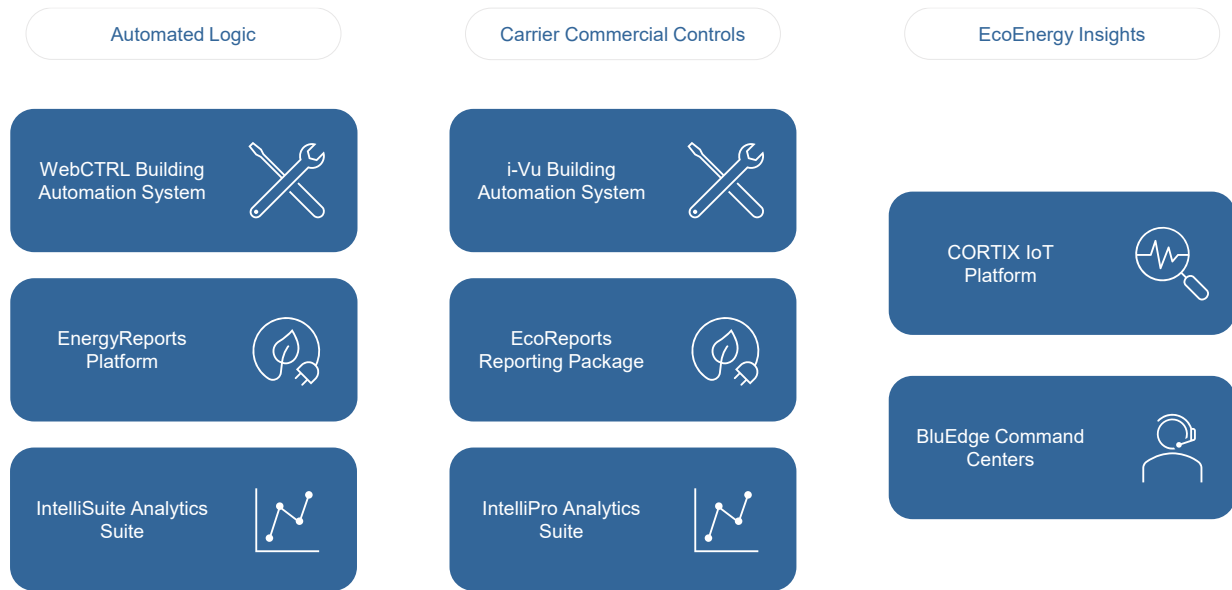 Automated Logic
WebCTRL Building
Automation System
EnergyReports
Platform
IntelliSuite Analytics
Suite
Carrier Commercial Controls
i-Vu Building
Automation System
EcoReports
Reporting Package
IntelliPro Analytics
Suite
EcoEnergy Insights
CORTIX IoT
Platform
BluEdge Command
Centers